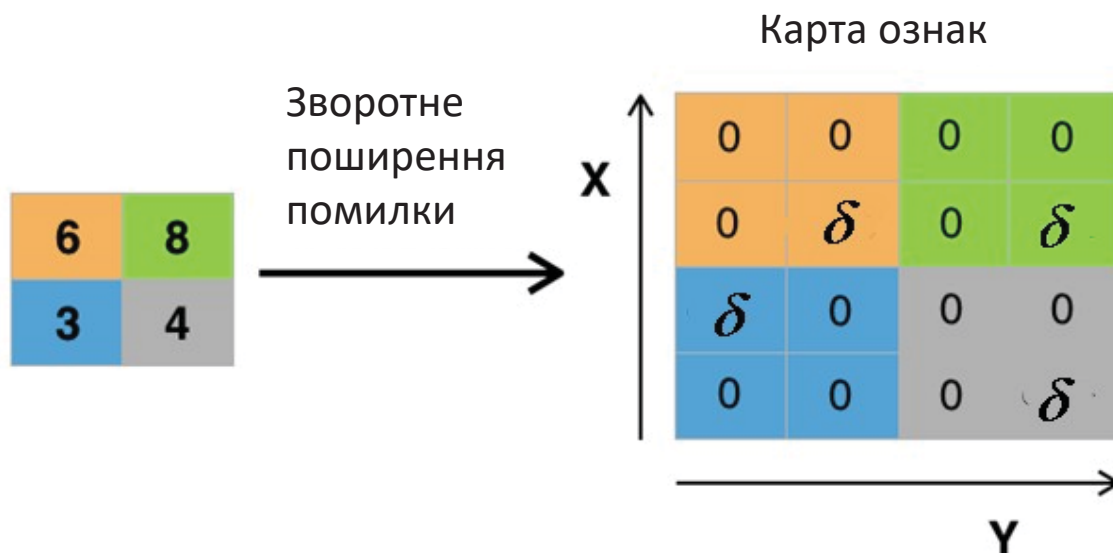 Карта ознак
Зворотне
поширення
помилки
X
6 8
3 4
0 0 0 0
0 δ 0 δ
δ 0 0 0
0 0 0 δ
Y